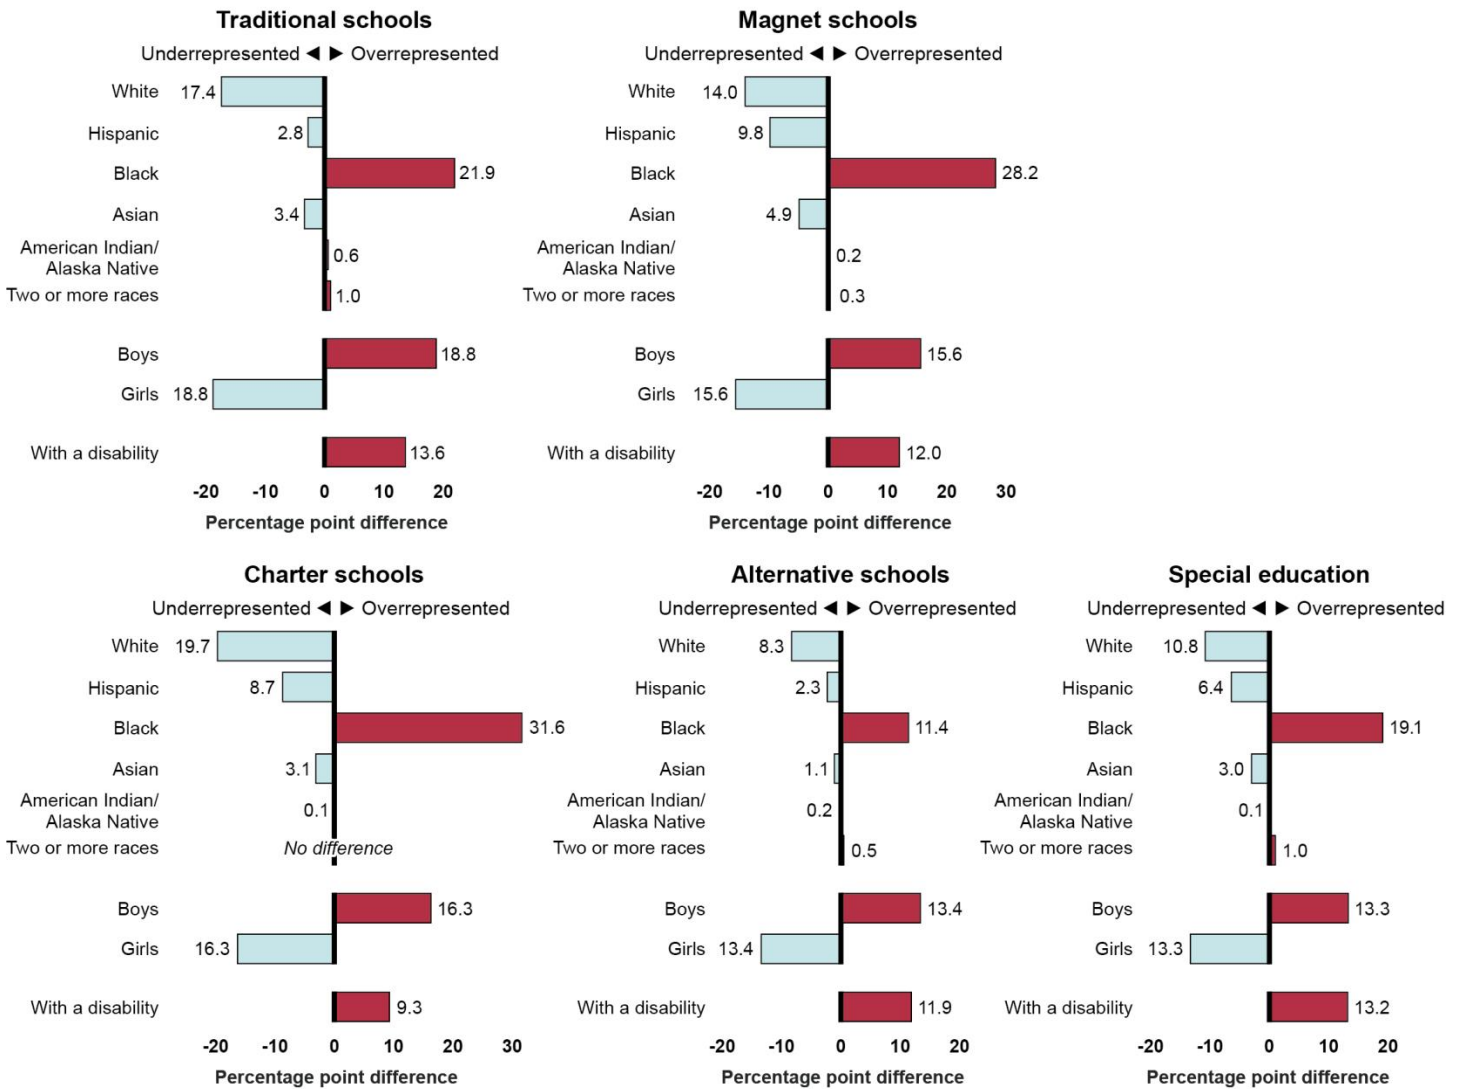 Traditional schools
Underrepresented ◀ ▶ Overrepresented
White 17.4
Hispanic 2.8
Black 21.9
Asian 3.4
American Indian/
Alaska Native 0.6
Two or more races 1.0
Boys 18.8
Girls 18.8
With a disability 13.6
-20 -10 0 10 20
Percentage point difference
Magnet schools
Underrepresented ◀ ▶ Overrepresented
White 14.0
Hispanic 9.8
Black 28.2
Asian 4.9
American Indian/
Alaska Native 0.2
Two or more races 0.3
Boys 15.6
Girls 15.6
With a disability 12.0
-20 -10 0 10 20 30
Percentage point difference
Charter schools
Underrepresented ◀ ▶ Overrepresented
White 19.7
Hispanic 8.7
Black 31.6
Asian 3.1
American Indian/
Alaska Native 0.1
Two or more races No difference
Boys 16.3
Girls 16.3
With a disability 9.3
-20 -10 0 10 20 30
Percentage point difference
Alternative schools
Underrepresented ◀ ▶ Overrepresented
White 8.3
Hispanic 2.3
Black 11.4
Asian 1.1
American Indian/
Alaska Native 0.2
Two or more races 0.5
Boys 13.4
Girls 13.4
With a disability 11.9
-20 -10 0 10 20
Percentage point difference
Special education
Underrepresented ◀ ▶ Overrepresented
White 10.8
Hispanic 6.4
Black 19.1
Asian 3.0
American Indian/
Alaska Native 0.1
Two or more races 1.0
Boys 13.3
Girls 13.3
With a disability 13.2
-20 -10 0 10 20
Percentage point difference